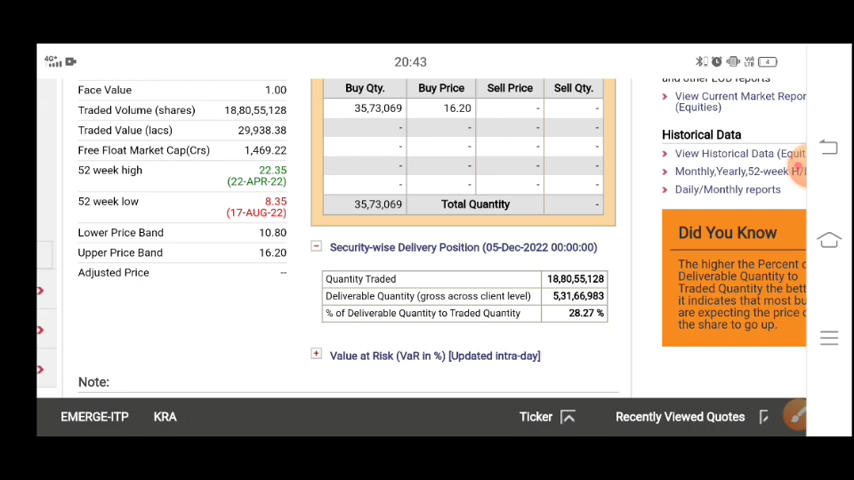 4G+
20:43
VoI LTE
4
Face Value 1.00
Traded Volume (shares) 18,80,55,128
Traded Value (lacs) 29,938.38
Free Float Market Cap(Crs) 1,469.22
52 week high 22.35
(22-APR-22)
52 week low 8.35
(17-AUG-22)
Lower Price Band 10.80
Upper Price Band 16.20
Adjusted Price --
Buy Qty. Buy Price Sell Price Sell Qty.
35,73,069 16.20 - -
- - - -
- - - -
- - - -
- - - -
35,73,069 Total Quantity -
Security-wise Delivery Position (05-Dec-2022 00:00:00)
Quantity Traded 18,80,55,128
Deliverable Quantity (gross across client level) 5,31,66,983
% of Deliverable Quantity to Traded Quantity 28.27 %
Value at Risk (VaR in %) [Updated intra-day]
Note:
and other EOD reports
View Current Market Repor
(Equities)
Historical Data
View Historical Data (Equit
Monthly,Yearly,52-week H/
Daily/Monthly reports
Did You Know
The higher the Percent o
Deliverable Quantity to
Traded Quantity the bett
it indicates that most bu
are expecting the price o
the share to go up.
EMERGE-ITP KRA Ticker Recently Viewed Quotes